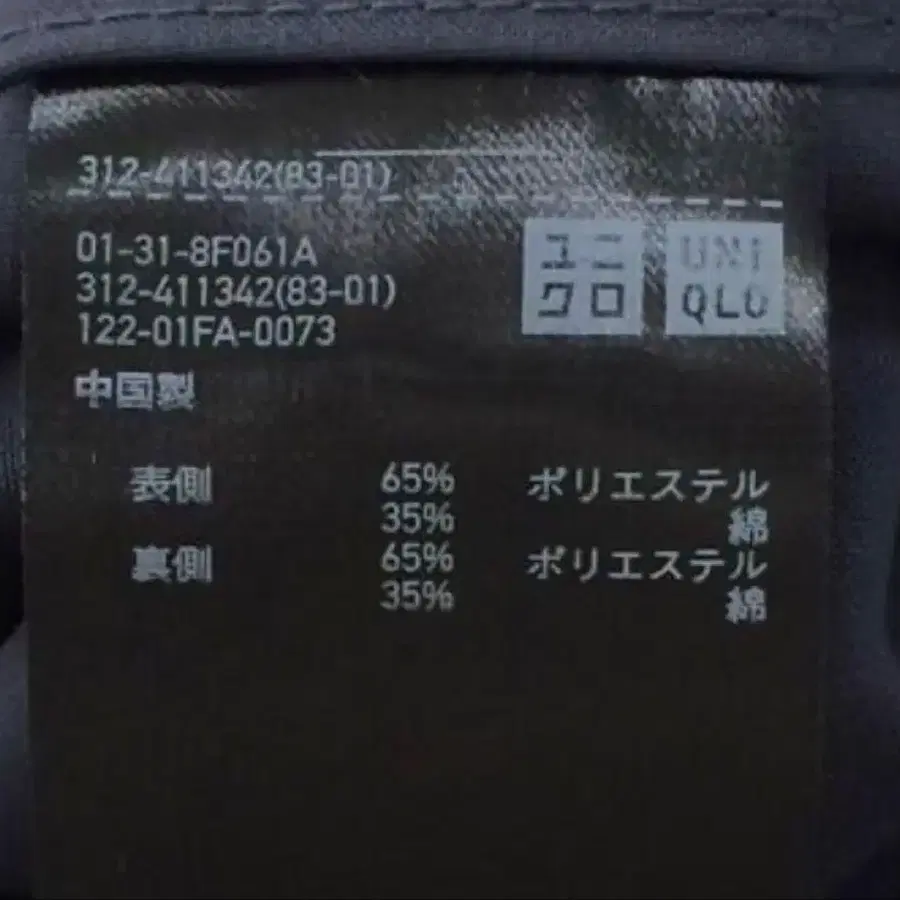 312-411342(83-01)
01-31-8F061A
312-411342(83-01)
122-01FA-0073
中国製
ユニ
クロ
UNI
QLO
表側 65% ポリエステル
35% 綿
裏側 65% ポリエステル
35% 綿